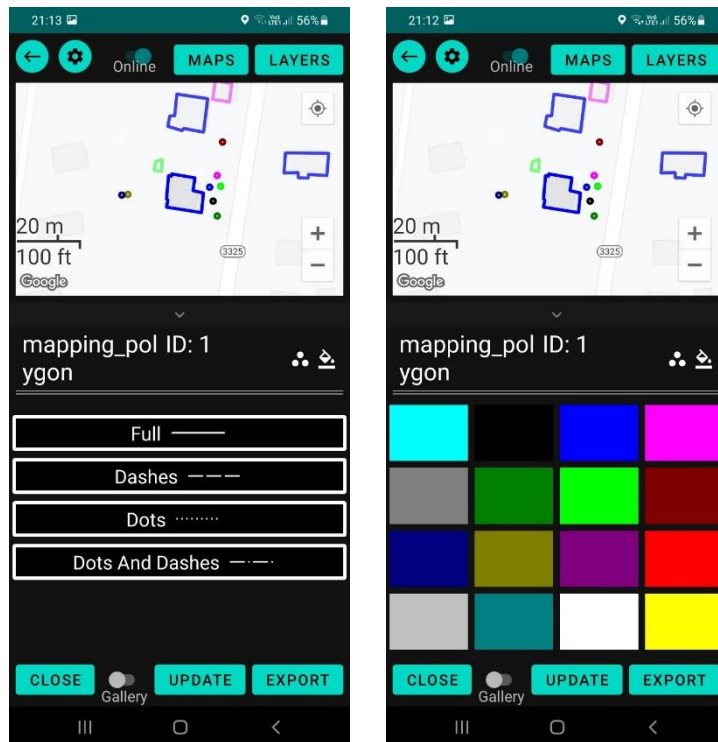 21:13
56%
Online
MAPS
LAYERS
20 m
100 ft
3325
Google
mapping_pol ID: 1
ygon
Full
Dashes
Dots
Dots And Dashes
CLOSE
Gallery
UPDATE
EXPORT
21:12
56%
Online
MAPS
LAYERS
20 m
100 ft
3325
Google
mapping_pol ID: 1
ygon
CLOSE
Gallery
UPDATE
EXPORT